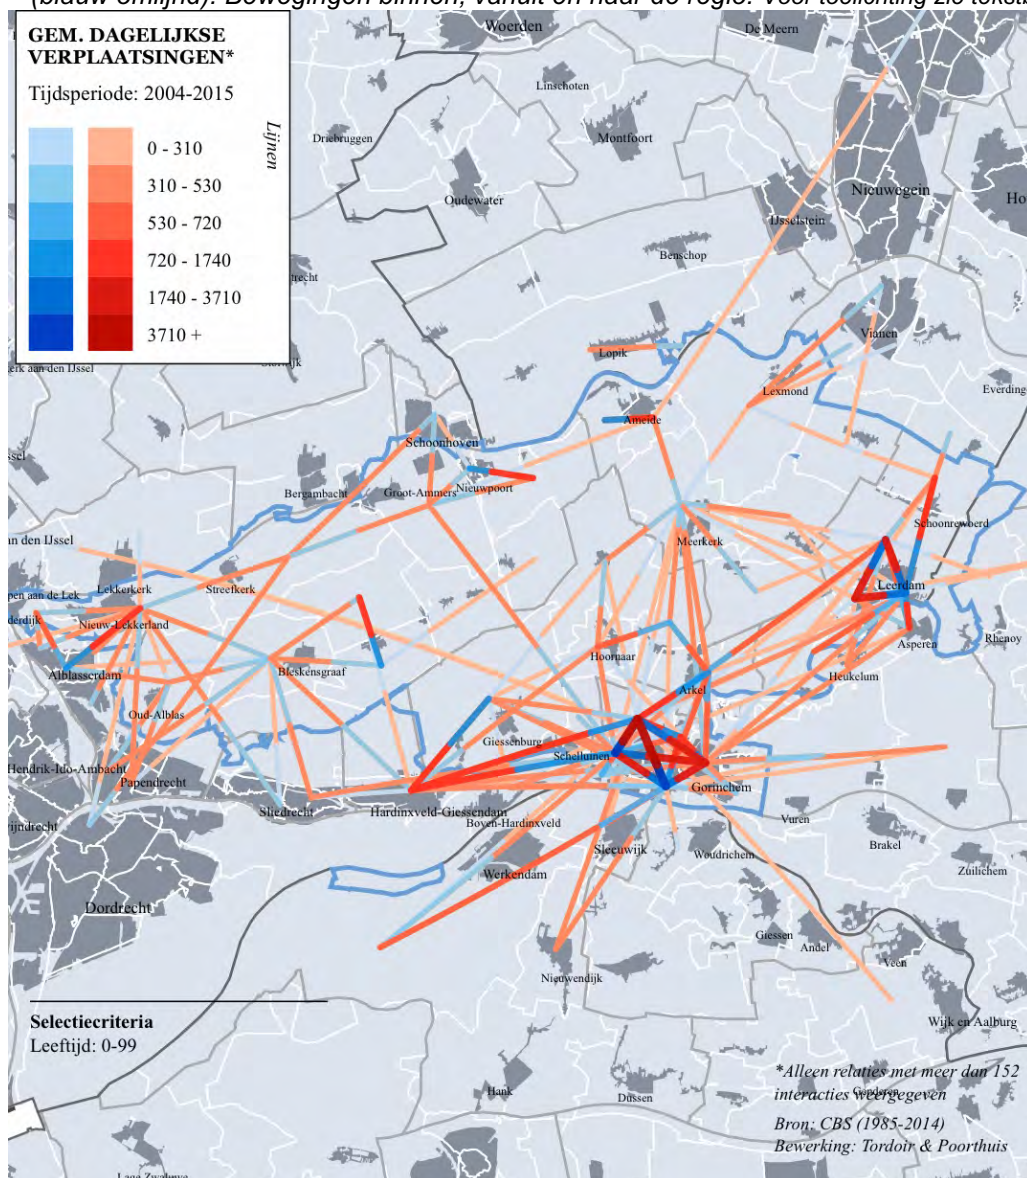 (blauw omlijnd). Bewegingen binnen, vanuit en naar de regio. Voor toelichting zie
GEM. DAGELIJKSE
VERPLAATSINGEN*
Tijdsperiode: 2004-2015
Lijnen
0 - 310
310 - 530
530 - 720
720 - 1740
1740 - 3710
3710 +
Woerden
De Meern
Linschoten
Driebruggen
Montfoort
Oudewater
Nieuwegein
IJsselstein
Benschop
Vianen
Lopik
Lexmond
Everding
Ameide
Schoonhoven
Bergambacht
Groot-Ammers
Nieuwpoort
Schoonrewoerd
Meerkerk
Leerdam
Lekkerkerk
Streefkerk
Nieuw-Lekkerland
Alblasserdam
Bleskensgraaf
Oud-Alblas
Hoornaar
Asperen
Rhenoy
Heukelum
Arkel
Giessenburg
Schelluinen
Gorinchem
Hendrik-Ido-Ambacht
Papendrecht
Sliedrecht
Hardinxveld-Giessendam
Boven-Hardinxveld
Vuren
Sleeuwijk
Woudrichem
Brakel
Zuilichem
Werkendam
Dordrecht
Giessen
Andel
Veen
Nieuwendijk
Wijk en Aalburg
Selectiecriteria
Leeftijd: 0-99
Hank
Dussen
*Alleen relaties met meer dan 152
interacties weergegeven
Bron: CBS (1985-2014)
Bewerking: Tordoir & Poorthuis